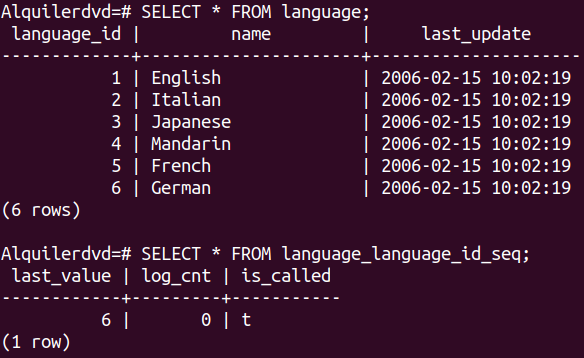 Alquilerdvd=# SELECT * FROM language;
 language_id |         name         |     last_update
-------------+----------------------+---------------------
           1 | English              | 2006-02-15 10:02:19
           2 | Italian              | 2006-02-15 10:02:19
           3 | Japanese             | 2006-02-15 10:02:19
           4 | Mandarin             | 2006-02-15 10:02:19
           5 | French               | 2006-02-15 10:02:19
           6 | German               | 2006-02-15 10:02:19
(6 rows)

Alquilerdvd=# SELECT * FROM language_language_id_seq;
 last_value | log_cnt | is_called
------------+---------+-----------
          6 |       0 | t
(1 row)